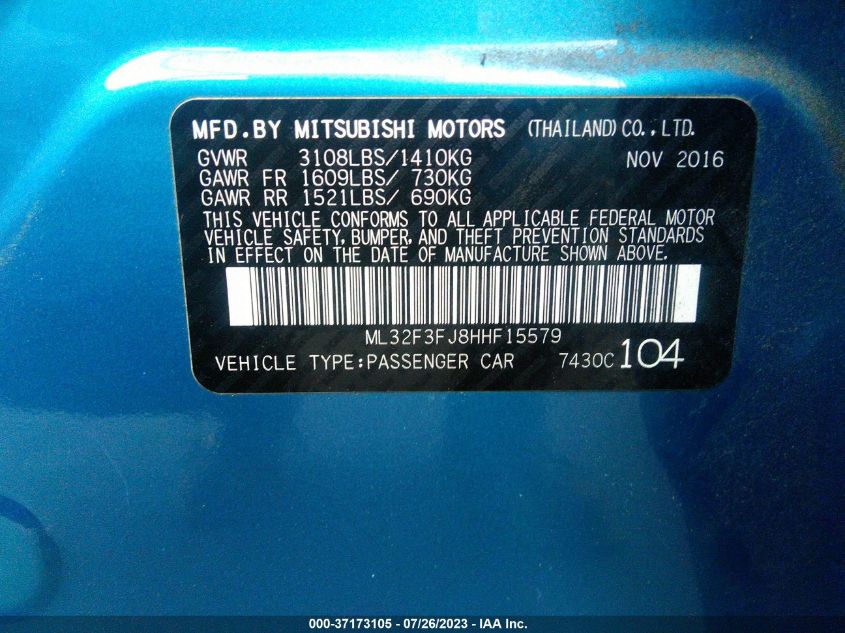 MFD.BY MITSUBISHI MOTORS (THAILAND) CO., LTD.
GVWR 3108LBS/1410KG NOV 2016
GAWR FR 1609LBS/ 730KG
GAWR RR 1521LBS/ 690KG
THIS VEHICLE CONFORMS TO ALL APPLICABLE FEDERAL MOTOR
VEHICLE SAFETY, BUMPER, AND THEFT PREVENTION STANDARDS
IN EFFECT ON THE DATE OF MANUFACTURE SHOWN ABOVE.
ML32F3FJ8HHF15579
VEHICLE TYPE:PASSENGER CAR 7430C 104
000-37173105 - 07/26/2023 - IAA Inc.